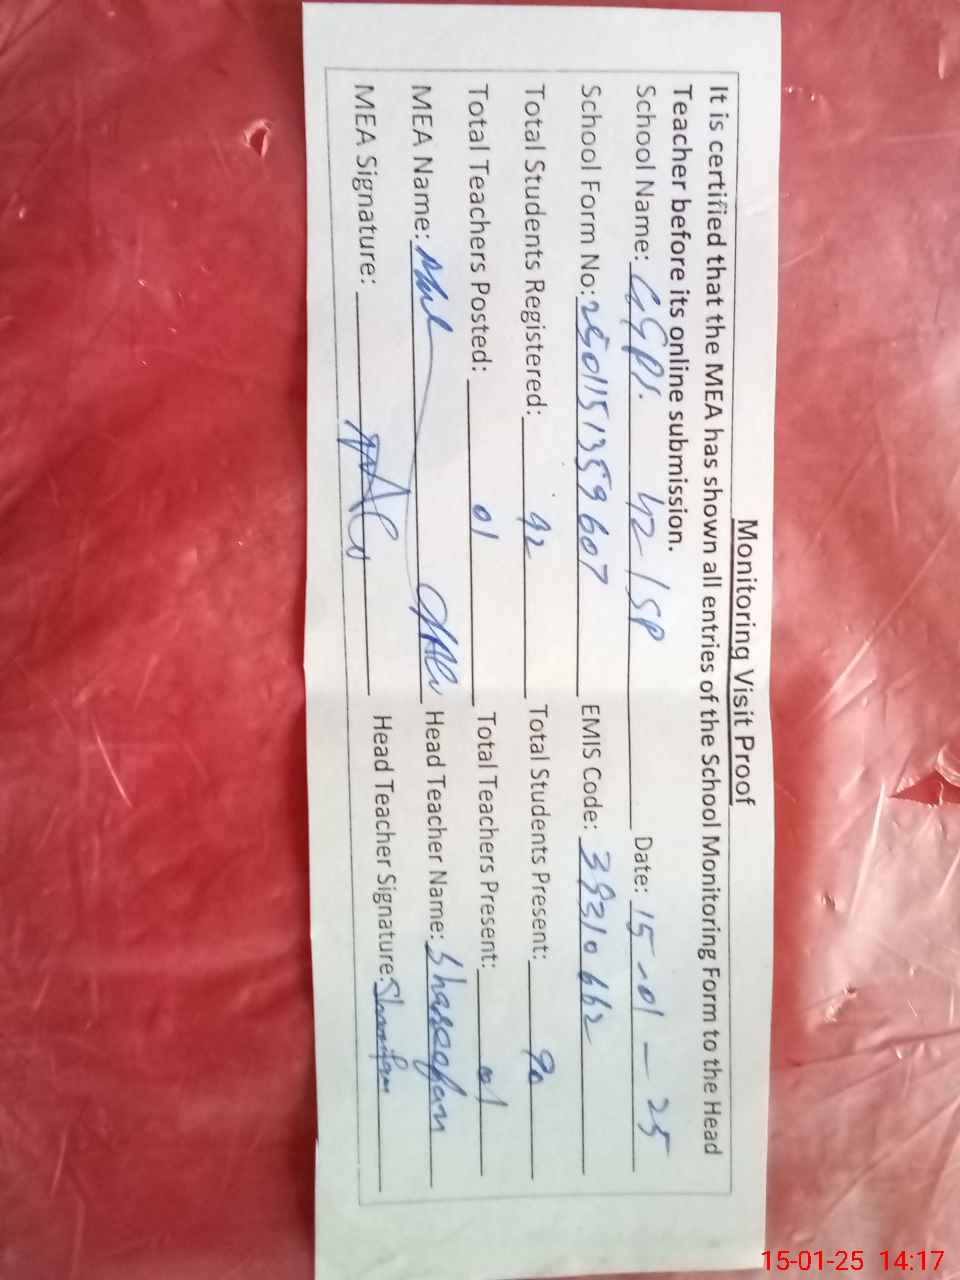 Monitoring Visit Proof
It is certified that the MEA has shown all entries of the School Monitoring Form to the Head
Teacher before its online submission.
School Name: GGPS. 42/SP Date: 15-01-25
School Form No: 250115135 9607 EMIS Code: 39310662
Total Students Registered: 92 Total Students Present: 90
Total Teachers Posted: 01 Total Teachers Present: 01
MEA Name: Head Teacher Name: Shareefan
MEA Signature: Head Teacher Signature: Shareefan
15-01-25 14:17